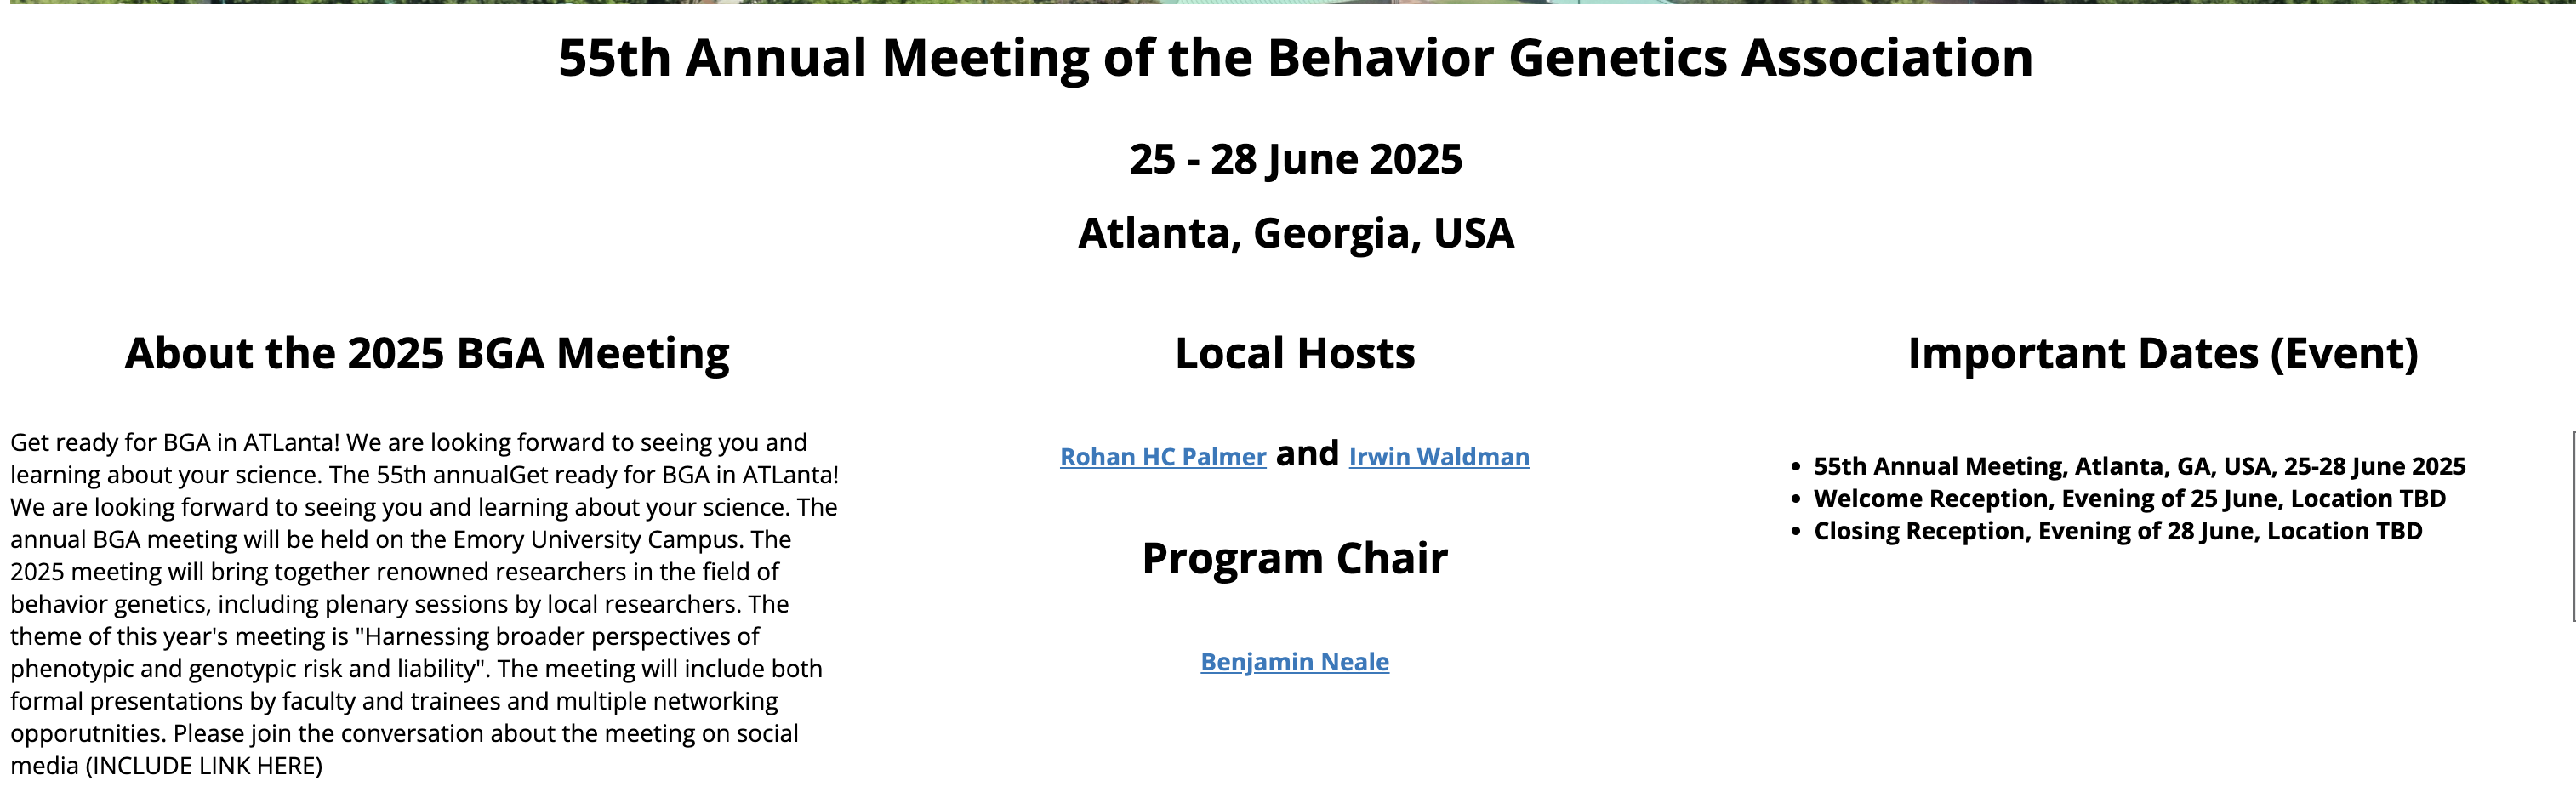 55th Annual Meeting of the Behavior Genetics Association
25 - 28 June 2025
Atlanta, Georgia, USA
About the 2025 BGA Meeting
Get ready for BGA in ATLanta! We are looking forward to seeing you and
learning about your science. The 55th annualGet ready for BGA in ATLanta!
We are looking forward to seeing you and learning about your science. The
annual BGA meeting will be held on the Emory University Campus. The
2025 meeting will bring together renowned researchers in the field of
behavior genetics, including plenary sessions by local researchers. The
theme of this year's meeting is "Harnessing broader perspectives of
phenotypic and genotypic risk and liability". The meeting will include both
formal presentations by faculty and trainees and multiple networking
opporutnities. Please join the conversation about the meeting on social
media (INCLUDE LINK HERE)
Local Hosts
Rohan HC Palmer and Irwin Waldman
Program Chair
Benjamin Neale
Important Dates (Event)
• 55th Annual Meeting, Atlanta, GA, USA, 25-28 June 2025
• Welcome Reception, Evening of 25 June, Location TBD
• Closing Reception, Evening of 28 June, Location TBD